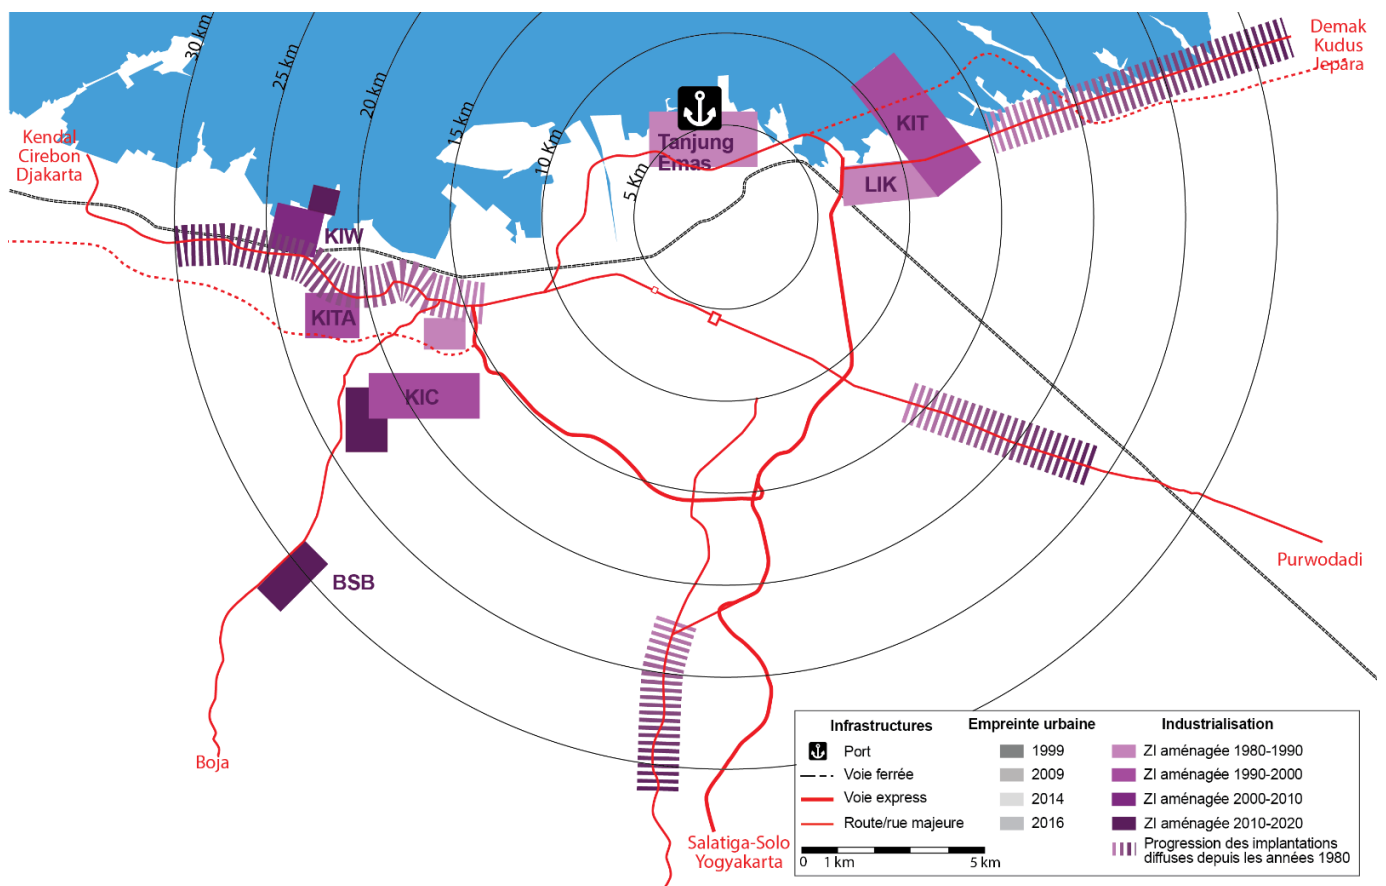 30 km
25 km
20 km
15 km
10 Km
5 Km
Demak
Kudus
Jepara
Kendal
Cirebon
Djakarta
Tanjung
Emas
KIT
LIK
KIW
KITA
KIC
BSB
Boja
Purwodadi
Salatiga-Solo
Yogyakarta
Infrastructures
Port
Voie ferrée
Voie express
Route/rue majeure
0 1 km 5 km
Empreinte urbaine
1999
2009
2014
2016
Industrialisation
ZI aménagée 1980-1990
ZI aménagée 1990-2000
ZI aménagée 2000-2010
ZI aménagée 2010-2020
Progression des implantations
diffuses depuis les années 1980